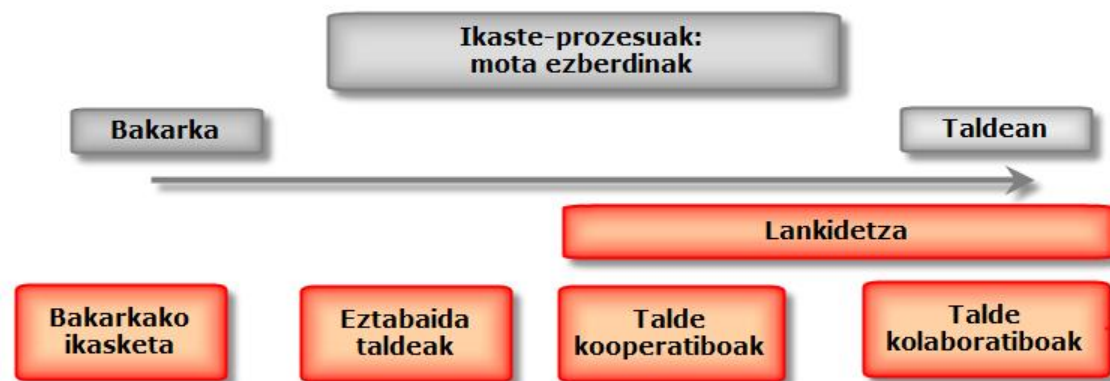 Ikaste-prozesuak:
mota ezberdinak
Bakarka
Taldean
Lankidetza
Bakarkako
ikasketa
Eztabaida
taldeak
Talde
kooperatiboak
Talde
kolaboratiboak